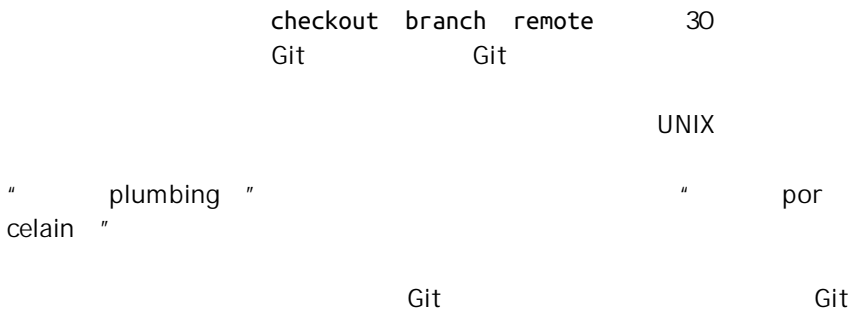 checkout branch remote 30
Git Git
UNIX
“ plumbing ” “ por
celain ”
Git Git